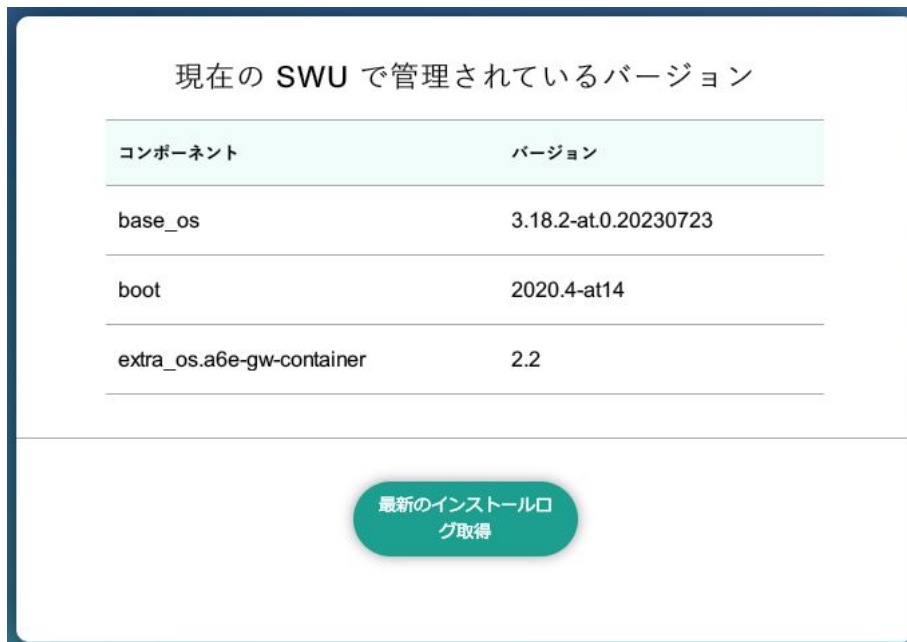 現在の SWU で管理されているバージョン
コンポーネント バージョン
base_os 3.18.2-at.0.20230723
boot 2020.4-at14
extra_os.a6e-gw-container 2.2
最新のインストールロ
グ取得